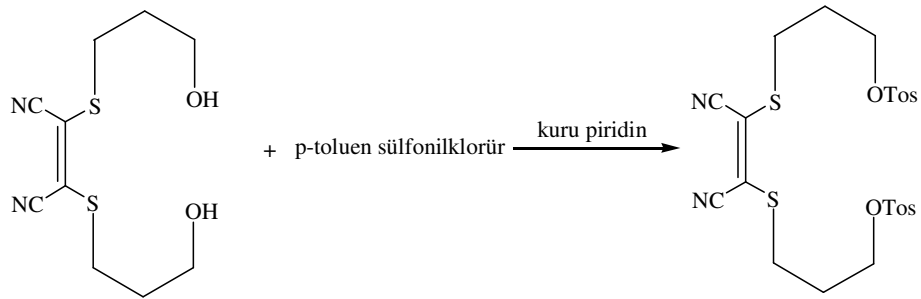 NC
S
OH
NC
S
OH
+ p-toluen sülfonilklorür
kuru piridin
NC
S
OTos
NC
S
OTos